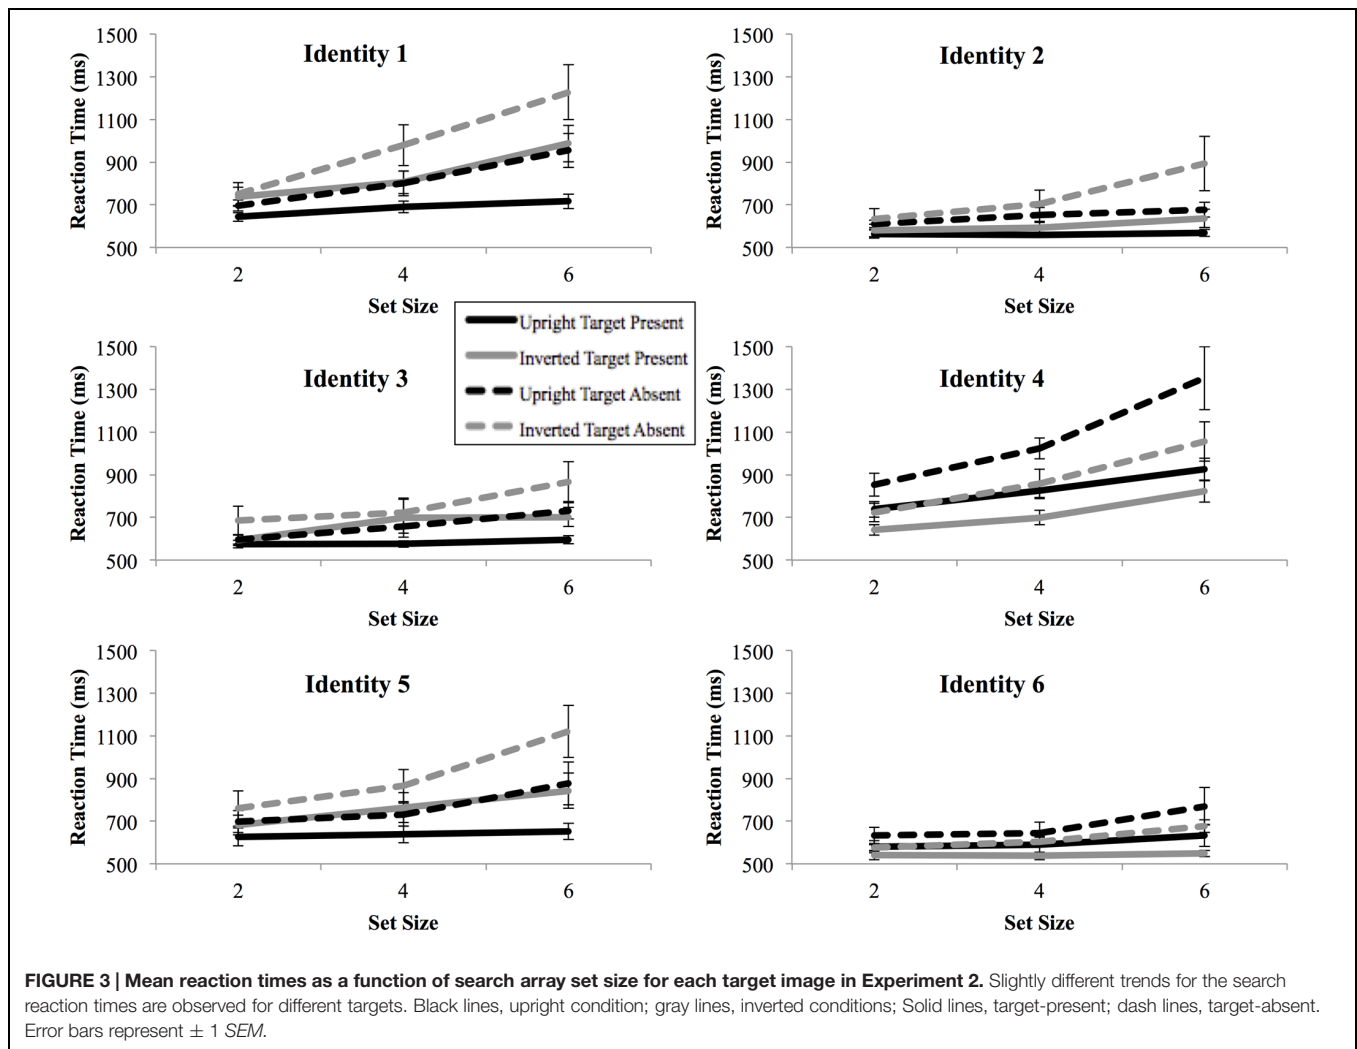 Identity 1
Reaction Time (ms)
1500
1300
1100
900
700
500
2 4 6
Set Size
Identity 2
Reaction Time (ms)
1500
1300
1100
900
700
500
2 4 6
Set Size
Upright Target Present
Inverted Target Present
Upright Target Absent
Inverted Target Absent
Identity 3
Reaction Time (ms)
1500
1300
1100
900
700
500
2 4 6
Set Size
Identity 4
Reaction Time (ms)
1500
1300
1100
900
700
500
2 4 6
Set Size
Identity 5
Reaction Time (ms)
1500
1300
1100
900
700
500
2 4 6
Set Size
Identity 6
Reaction Time (ms)
1500
1300
1100
900
700
500
2 4 6
Set Size
FIGURE 3 | Mean reaction times as a function of search array set size for each target image in Experiment 2. Slightly different trends for the search
reaction times are observed for different targets. Black lines, upright condition; gray lines, inverted conditions; Solid lines, target-present; dash lines, target-absent.
Error bars represent ± 1 SEM.